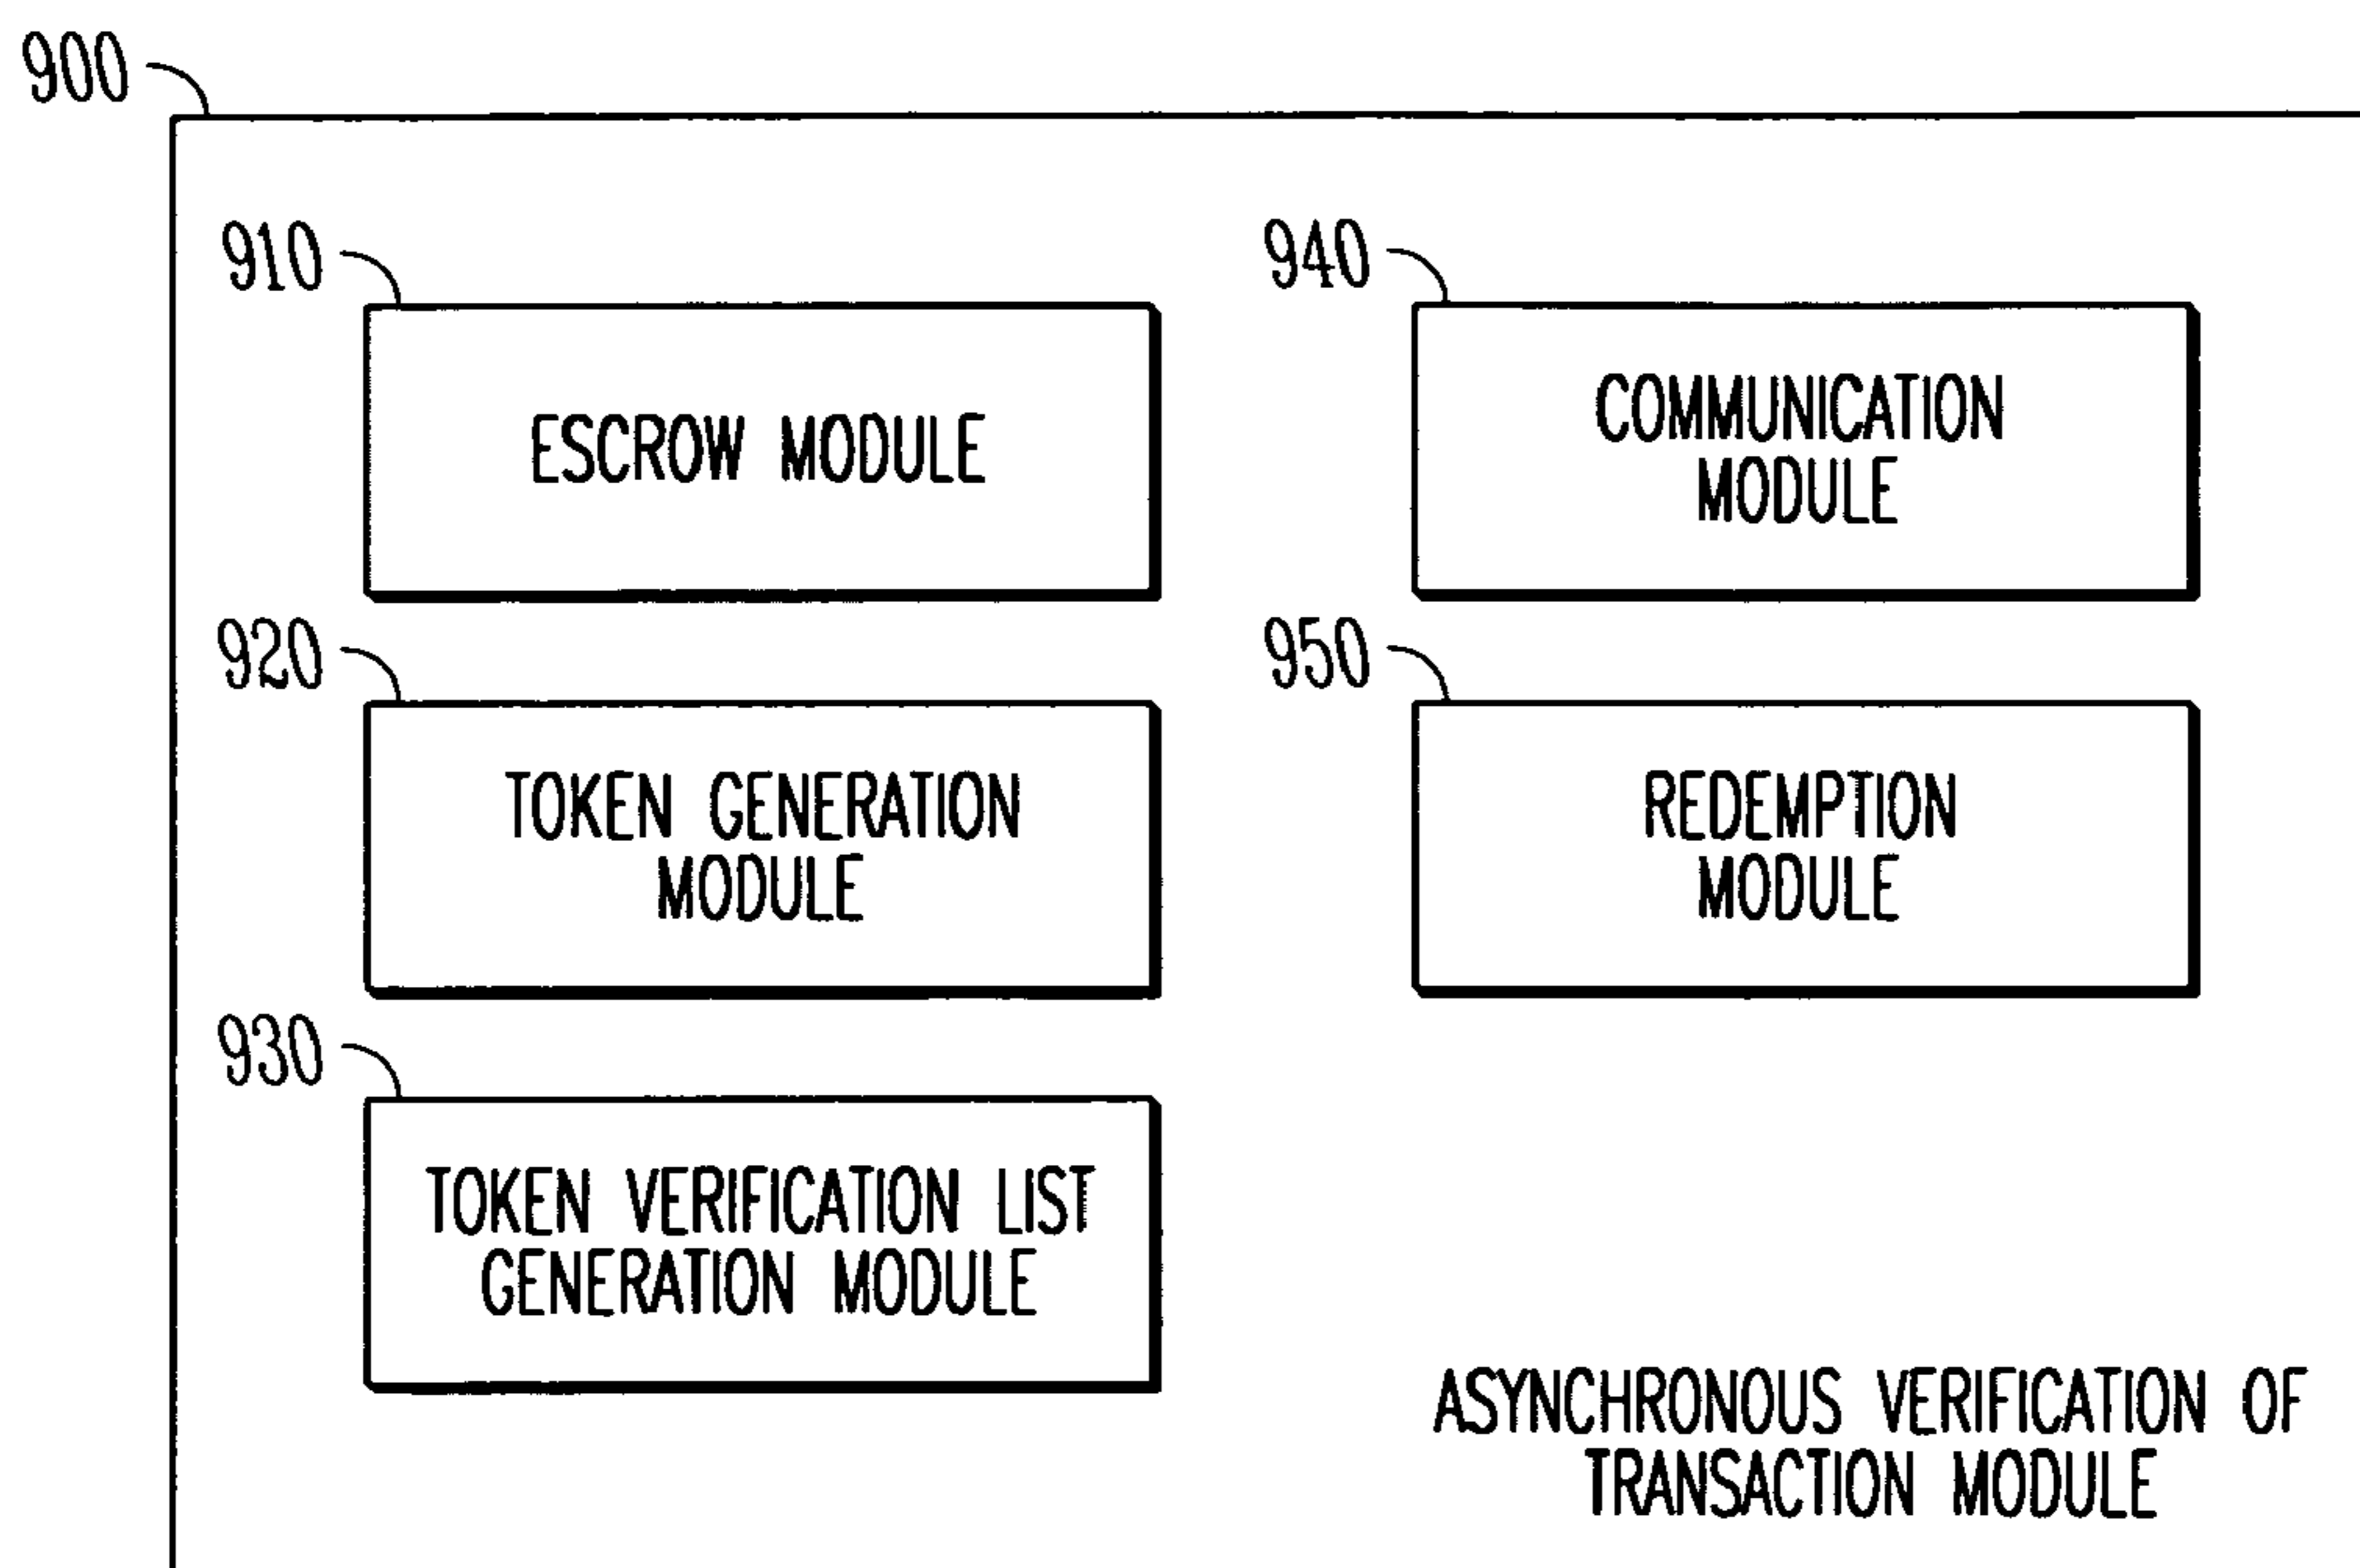 900
910
ESCROW MODULE
920
TOKEN GENERATION
MODULE
930
TOKEN VERIFICATION LIST
GENERATION MODULE
940
COMMUNICATION
MODULE
950
REDEMPTION
MODULE
ASYNCHRONOUS VERIFICATION OF
TRANSACTION MODULE